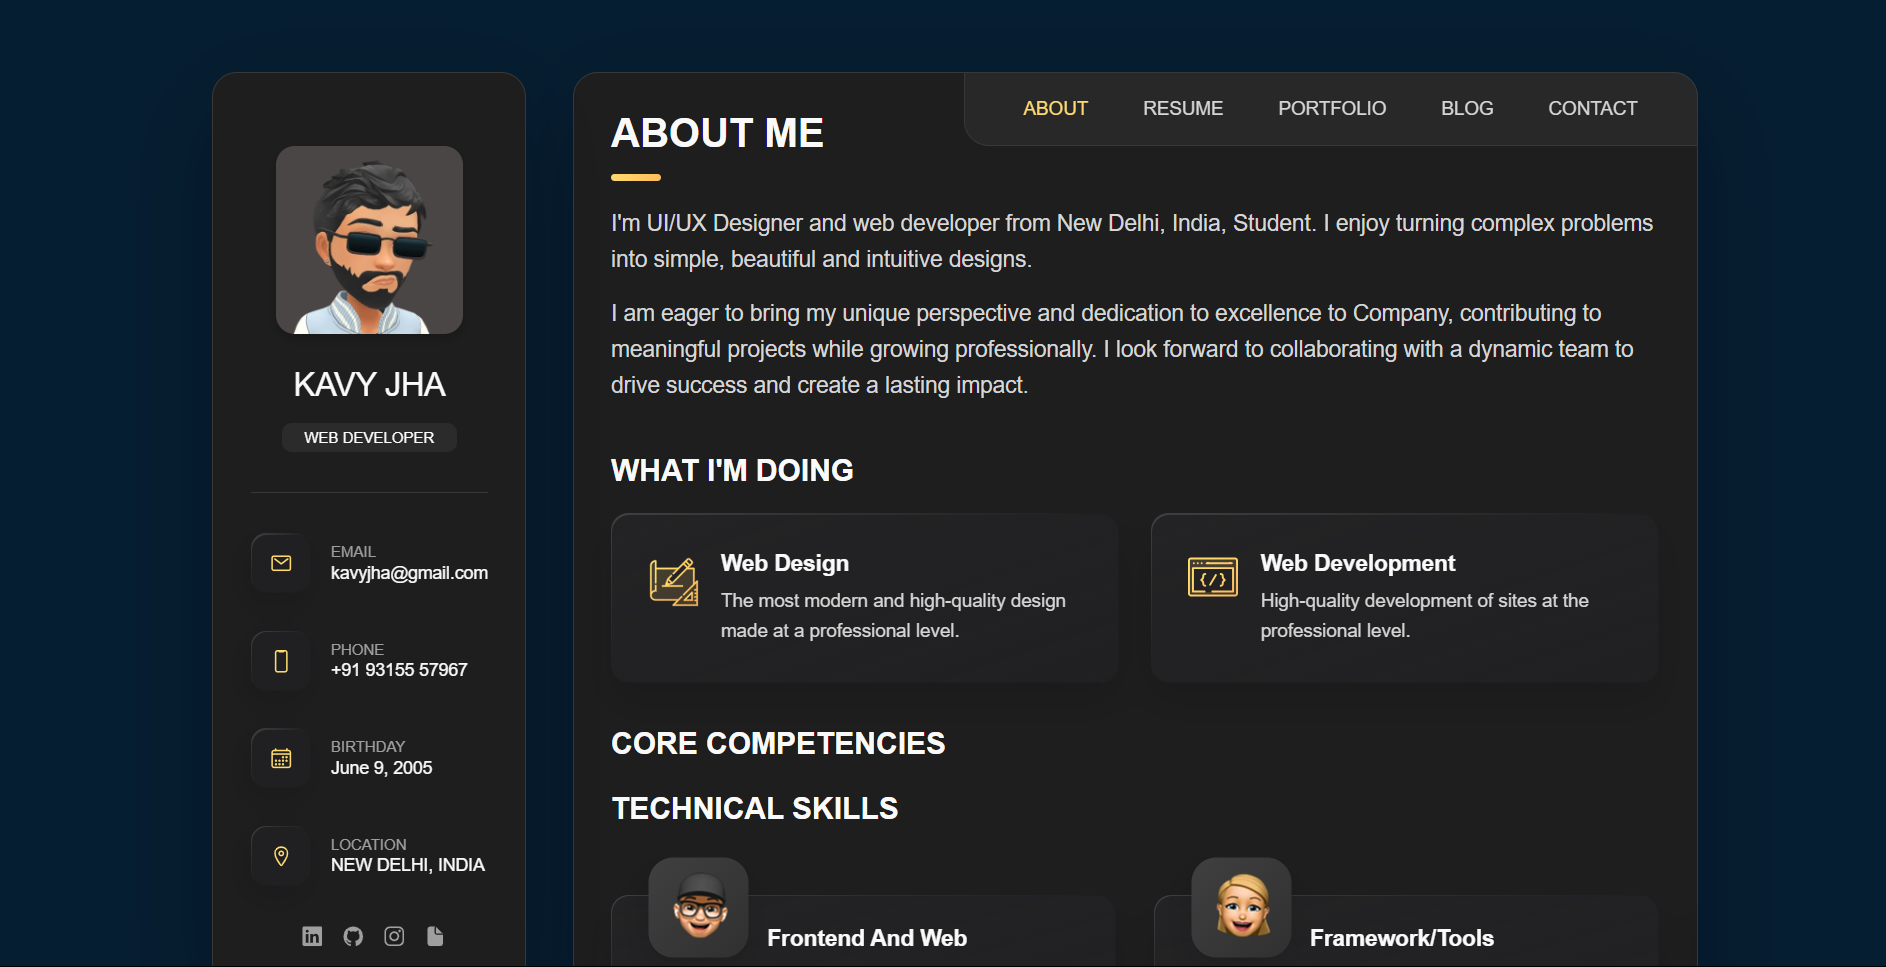 KAVY JHA
WEB DEVELOPER
EMAIL
kavyjha@gmail.com
PHONE
+91 93155 57967
BIRTHDAY
June 9, 2005
LOCATION
NEW DELHI, INDIA
ABOUT RESUME PORTFOLIO BLOG CONTACT
ABOUT ME
I'm UI/UX Designer and web developer from New Delhi, India, Student. I enjoy turning complex problems
into simple, beautiful and intuitive designs.
I am eager to bring my unique perspective and dedication to excellence to Company, contributing to
meaningful projects while growing professionally. I look forward to collaborating with a dynamic team to
drive success and create a lasting impact.
WHAT I'M DOING
Web Design
The most modern and high-quality design
made at a professional level.
Web Development
High-quality development of sites at the
professional level.
CORE COMPETENCIES
TECHNICAL SKILLS
Frontend And Web
Framework/Tools